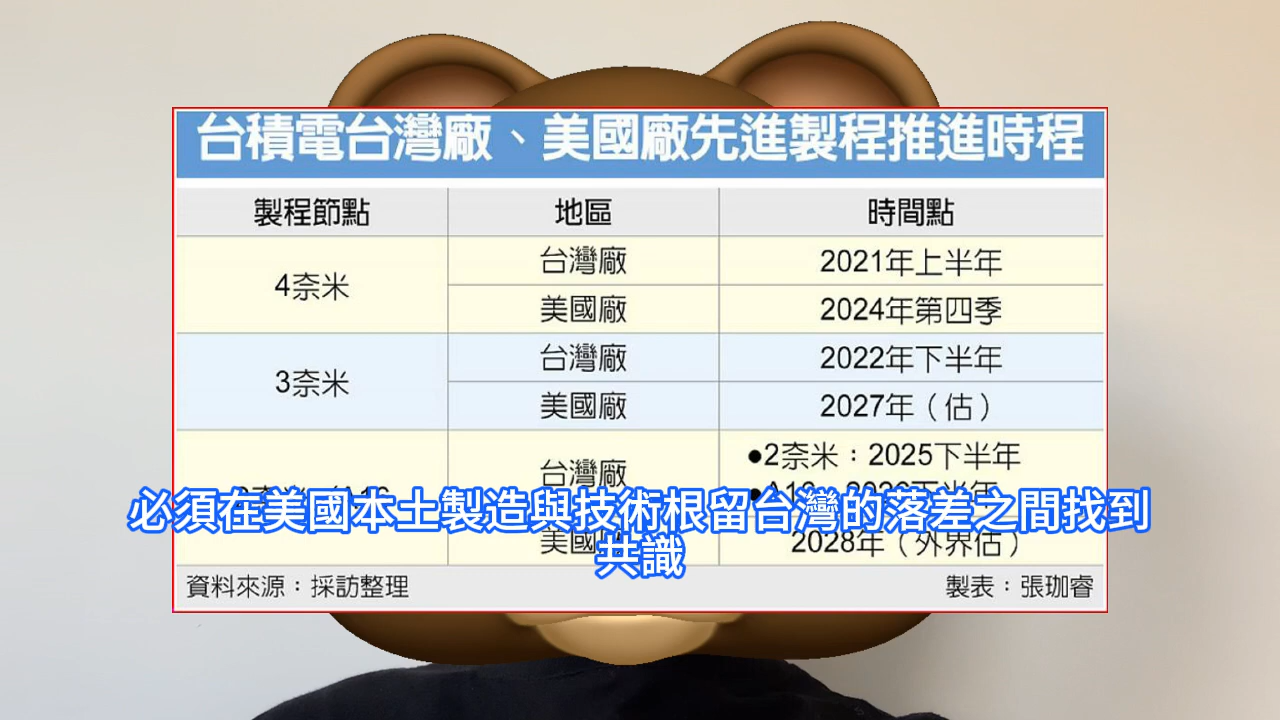 台積電台灣廠、美國廠先進製程推進時程
製程節點 地區 時間點
4奈米 台灣廠 2021年上半年
美國廠 2024年第四季
3奈米 台灣廠 2022年下半年
美國廠 2027年（估）
台灣廠 ●2奈米：2025下半年
必須在美國本土製造與技術根留台灣的落差之間找到
共識
美國 2028年（外界估）
資料來源：採訪整理 製表：張珈睿